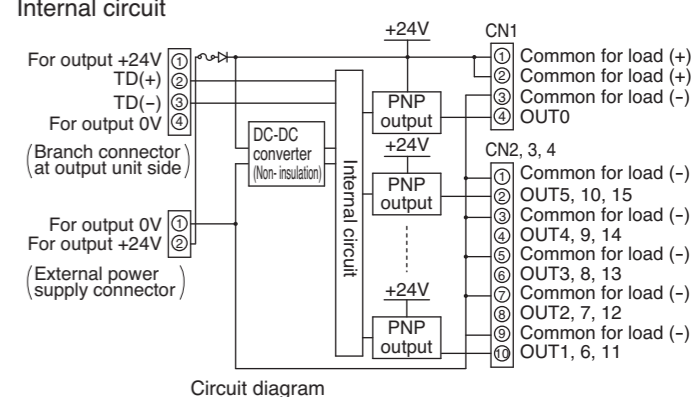 Internal circuit
For output +24V ①
TD(+) ②
TD(−) ③
For output 0V ④
(Branch connector
at output unit side)
For output 0V ①
For output +24V ②
(External power
supply connector)
DC-DC
converter
(Non- insulation)
Internal circuit
+24V
PNP
output
+24V
PNP
output
+24V
PNP
output
CN1
① Common for load (+)
② Common for load (+)
③ Common for load (−)
④ OUT0
CN2, 3, 4
① Common for load (−)
② OUT5, 10, 15
③ Common for load (−)
④ OUT4, 9, 14
⑤ Common for load (−)
⑥ OUT3, 8, 13
⑦ Common for load (−)
⑧ OUT2, 7, 12
⑨ Common for load (−)
⑩ OUT1, 6, 11
Circuit diagram